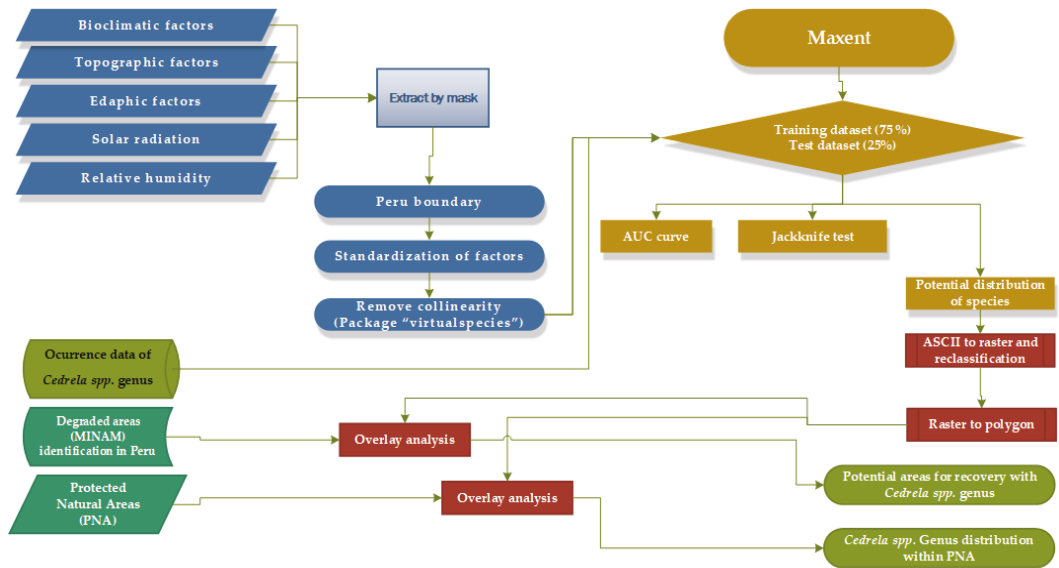 Bioclimatic factors
Topographic factors
Edaphic factors
Solar radiation
Relative humidity
Extract by mask
Peru boundary
Standardization of factors
Remove collinearity
(Package “virtualspecies”)
Maxent
Training dataset (75 %)
Test dataset (25%)
AUC curve
Jackknife test
Potential distribution
of species
ASCII to raster and
reclassification
Raster to polygon
Ocurrence data of
Cedrela spp. genus
Degraded areas
(MINAM)
identification in Peru
Overlay analysis
Protected
Natural Areas
(PNA)
Overlay analysis
Potential areas for recovery with
Cedrela spp. genus
Cedrela spp. Genus distribution
within PNA